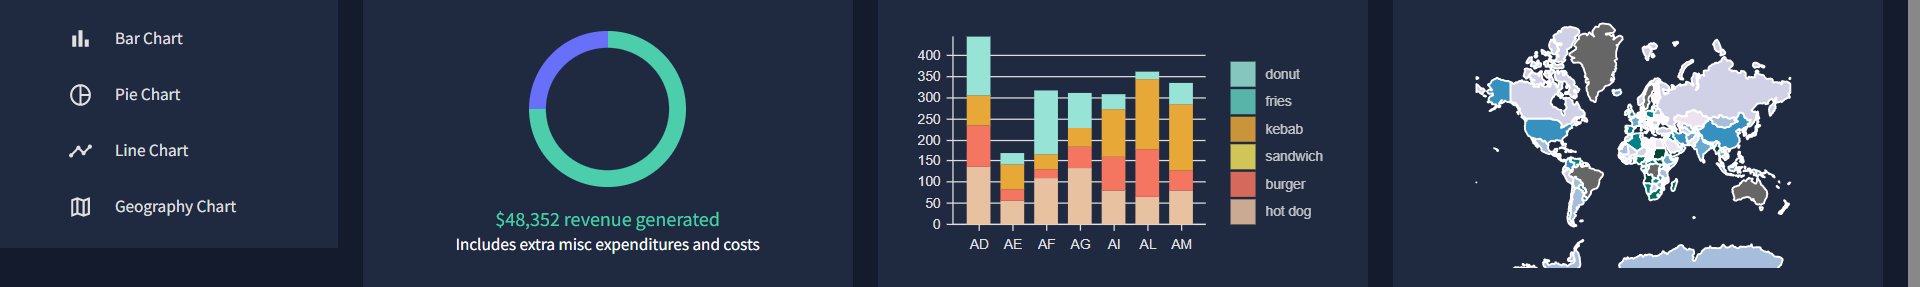 Bar Chart
Pie Chart
Line Chart
Geography Chart
$48,352 revenue generated
Includes extra misc expenditures and costs
400
350
300
250
200
150
100
50
0
AD AE AF AG AI AL AM
donut
fries
kebab
sandwich
burger
hot dog